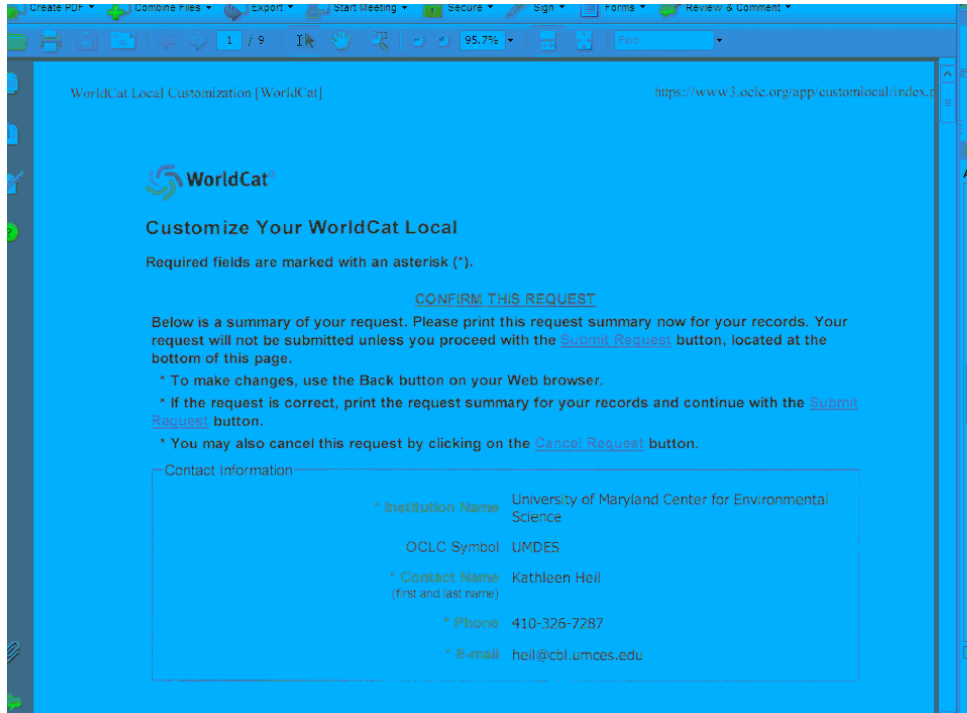 Create PDF Combine Files Export Start Meeting Secure Sign Forms Review & Comment
1 / 9 95.7% Find
WorldCat Local Customization [WorldCat] https://www3.oclc.org/app/customlocal/index.p
WorldCat
Customize Your WorldCat Local
Required fields are marked with an asterisk (*).
CONFIRM THIS REQUEST
Below is a summary of your request. Please print this request summary now for your records. Your
request will not be submitted unless you proceed with the Submit Request button, located at the
bottom of this page.
* To make changes, use the Back button on your Web browser.
* If the request is correct, print the request summary for your records and continue with the Submit
Request button.
* You may also cancel this request by clicking on the Cancel Request button.
Contact Information
* Institution Name University of Maryland Center for Environmental
Science
OCLC Symbol UMDES
* Contact Name Kathleen Heil
(first and last name)
* Phone 410-326-7287
* E-mail heil@cbl.umces.edu